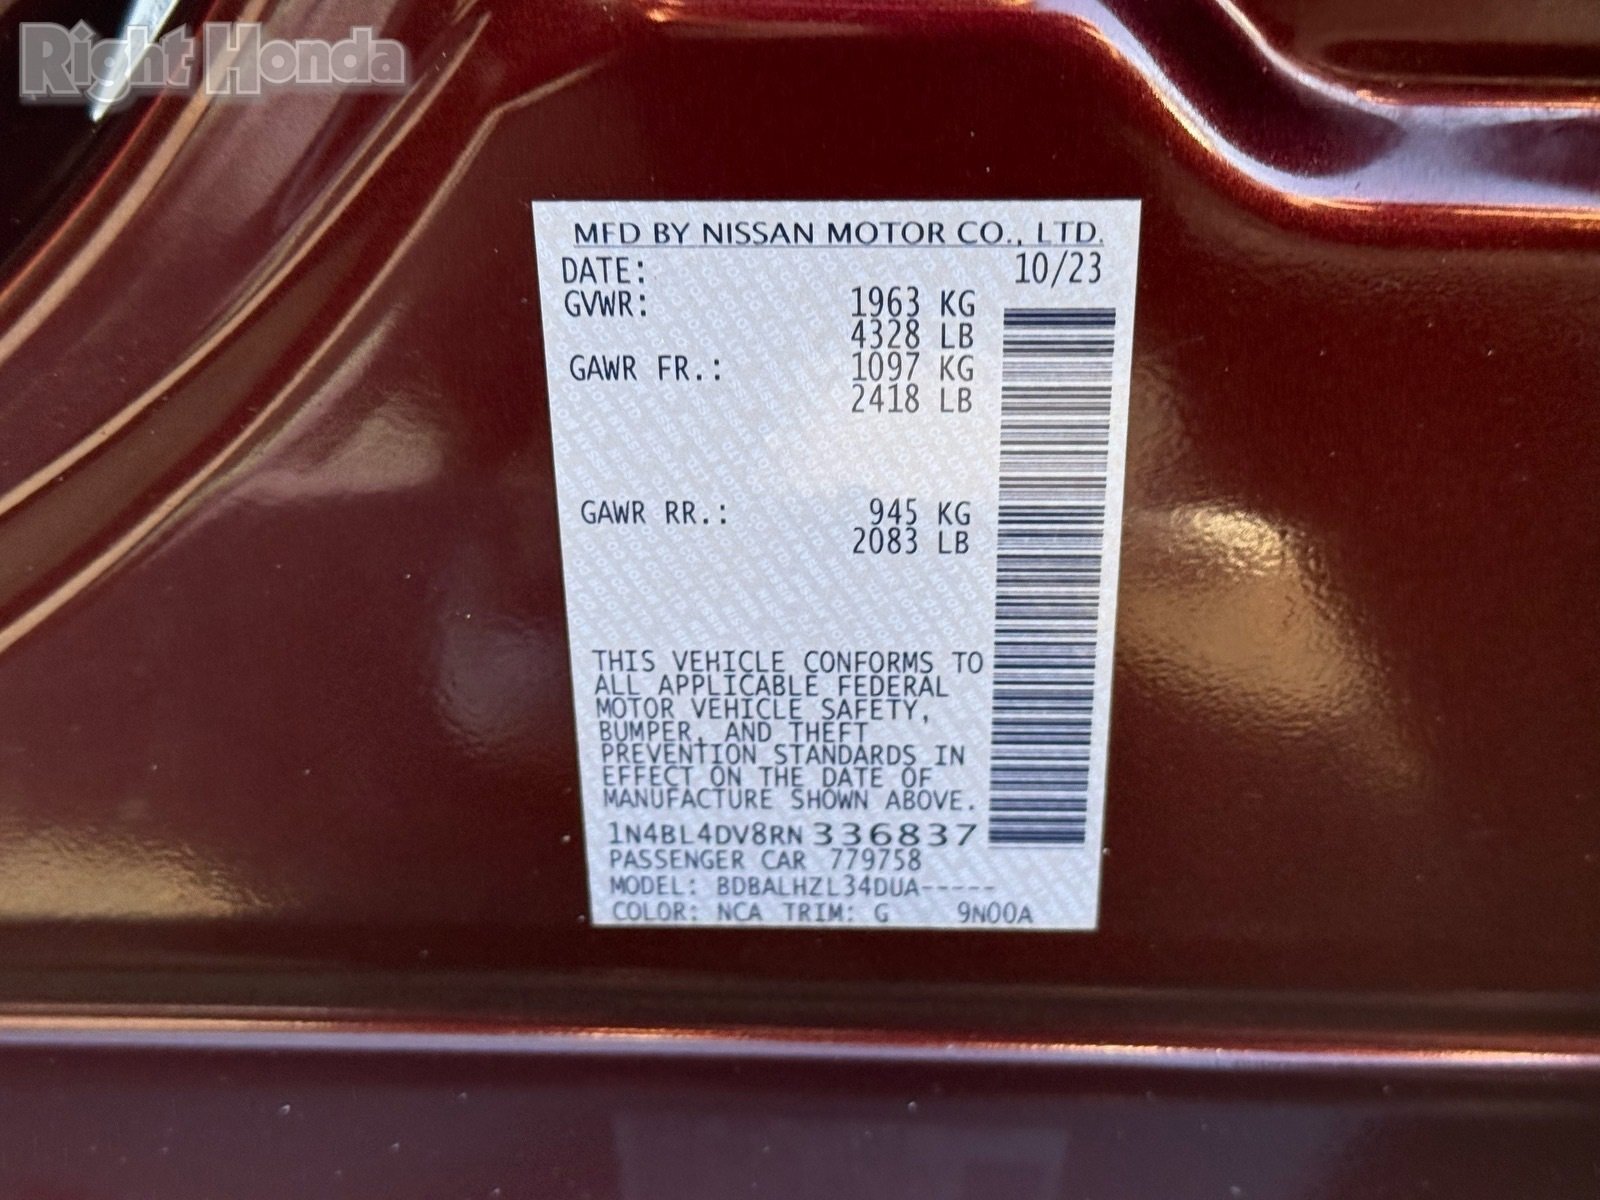 Right Honda
MFD BY NISSAN MOTOR CO., LTD.
DATE: 10/23
GVWR: 1963 KG
4328 LB
GAWR FR.: 1097 KG
2418 LB
GAWR RR.: 945 KG
2083 LB
THIS VEHICLE CONFORMS TO
ALL APPLICABLE FEDERAL
MOTOR VEHICLE SAFETY,
BUMPER, AND THEFT
PREVENTION STANDARDS IN
EFFECT ON THE DATE OF
MANUFACTURE SHOWN ABOVE.
1N4BL4DV8RN336837
PASSENGER CAR 779758
MODEL: BDBALHZL34DUA-----
COLOR: NCA TRIM: G 9N00A